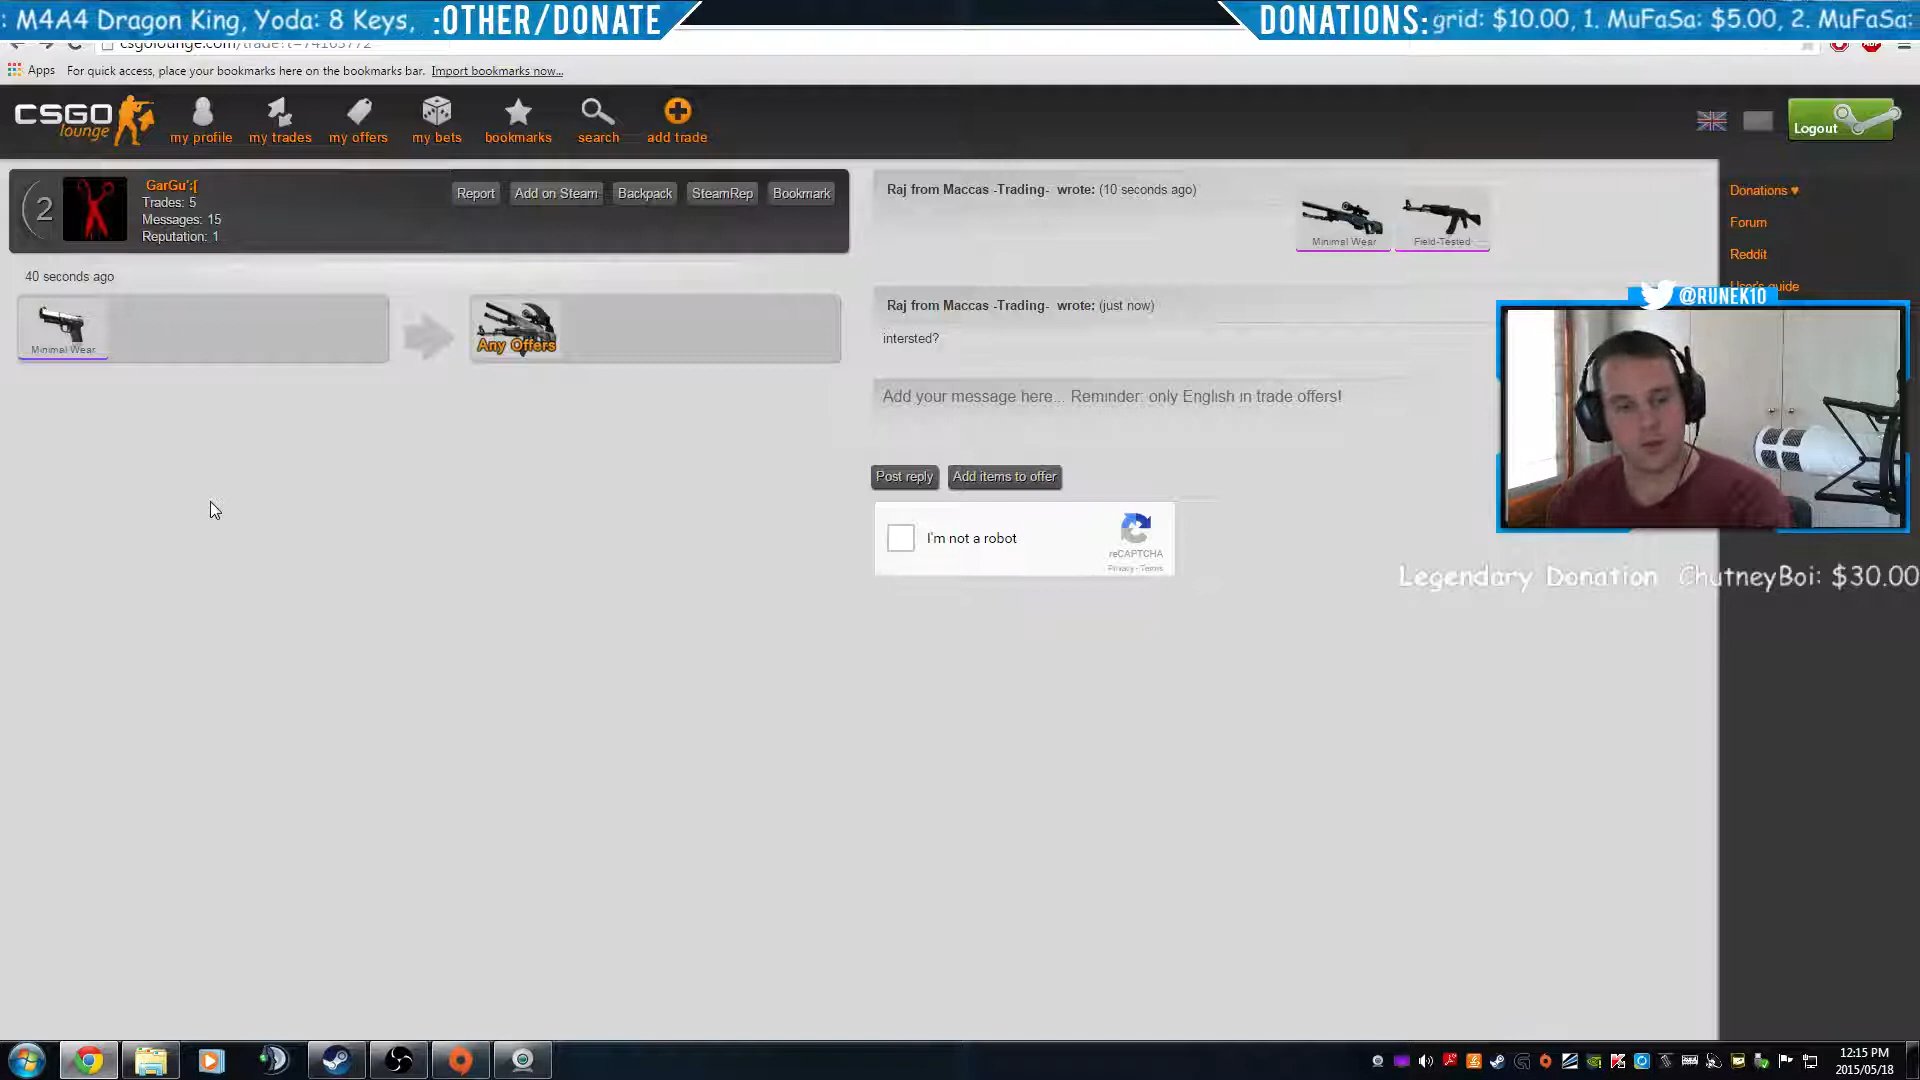 : M4A4 Dragon King, Yoda: 8 Keys, :OTHER/DONATE
DONATIONS: grid: $10.00, 1. MuFaSa: $5.00, 2. MuFaSa:
csgolounge.com/trade?t=74163772
Apps For quick access, place your bookmarks here on the bookmarks bar. Import bookmarks now...
CSGO lounge
my profile my trades my offers my bets bookmarks search add trade
Logout
2
GarGu':[
Trades: 5
Messages: 15
Reputation: 1
Report Add on Steam Backpack SteamRep Bookmark
40 seconds ago
Minimal Wear
Any Offers
Raj from Maccas -Trading- wrote: (10 seconds ago)
Minimal Wear Field-Tested
Raj from Maccas -Trading- wrote: (just now)
intersted?
Add your message here... Reminder: only English in trade offers!
Post reply Add items to offer
I'm not a robot
reCAPTCHA
Privacy - Terms
Donations ♥
Forum
Reddit
User's guide
@RUNEK10
Legendary Donation ChutneyBoi: $30.00
12:15 PM
2015/05/18